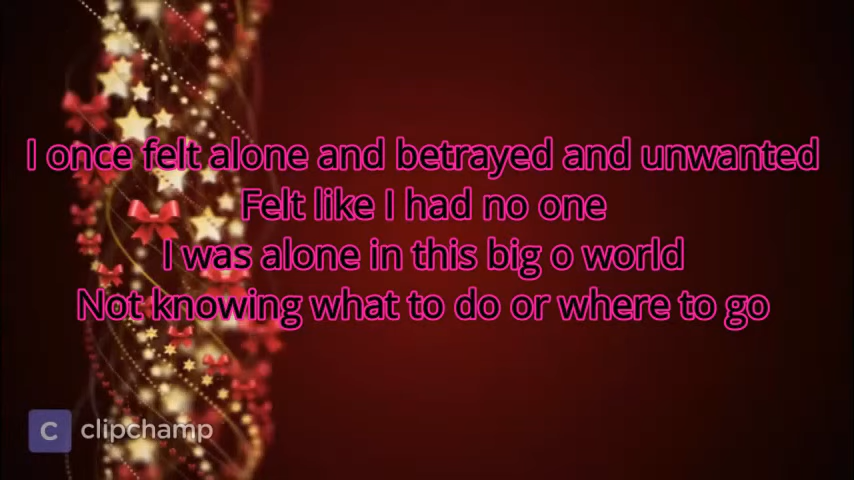 I once felt alone and betrayed and unwanted
Felt like I had no one
I was alone in this big o world
Not knowing what to do or where to go
C clipchamp